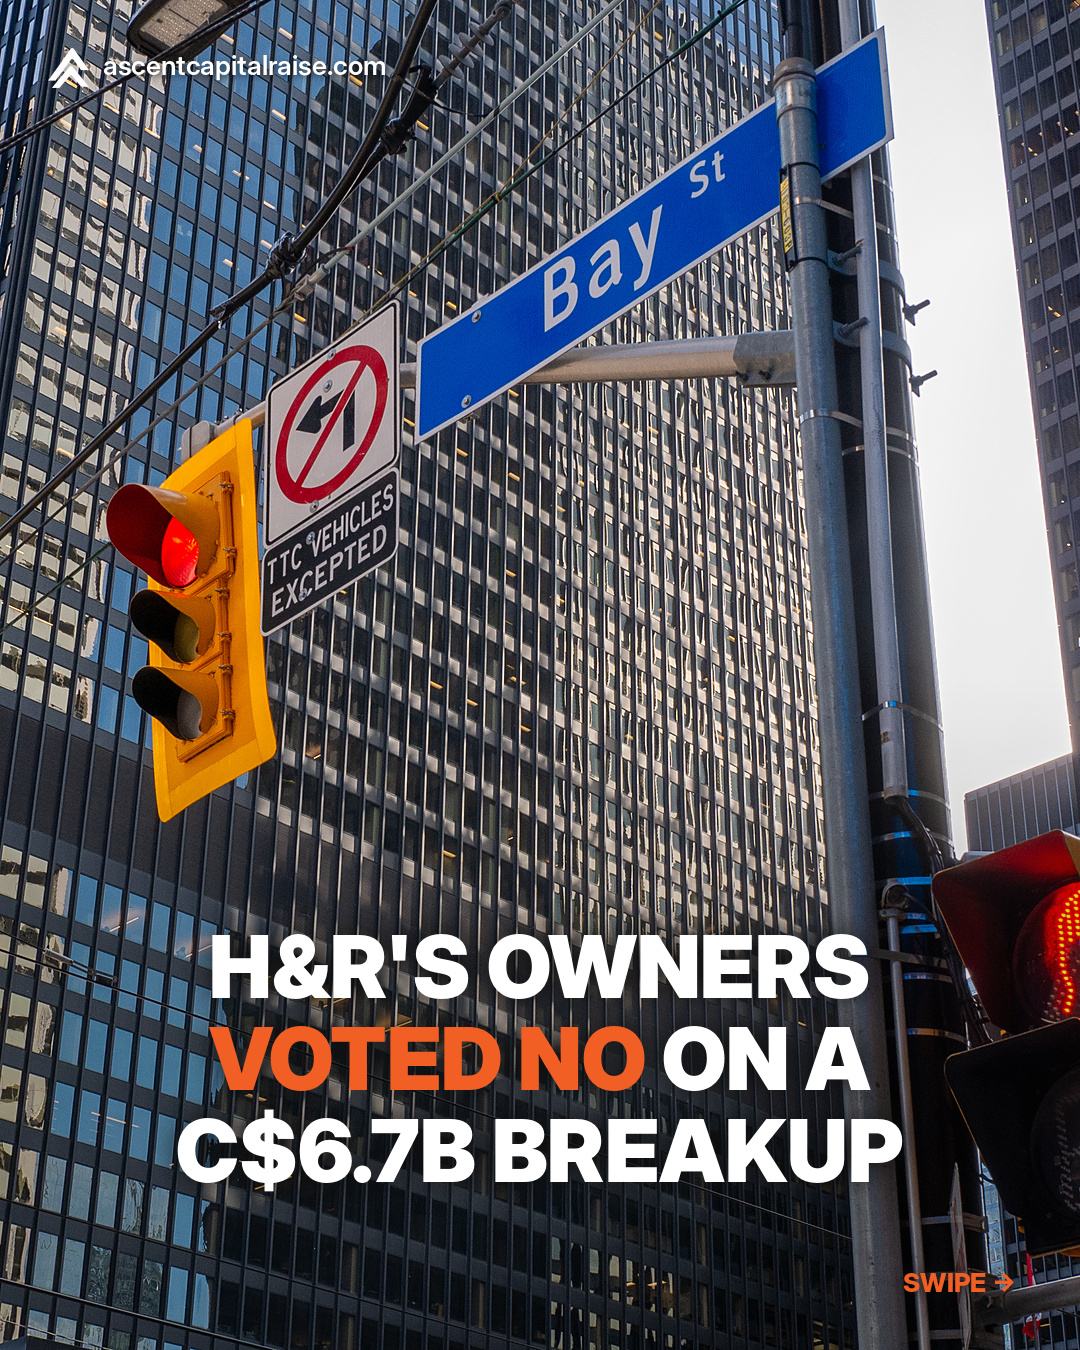 ascentcapitalraise.com
Bay St
TTC VEHICLES
EXCEPTED
H&R'S OWNERS
VOTED NO ON A
C$6.7B BREAKUP
SWIPE →